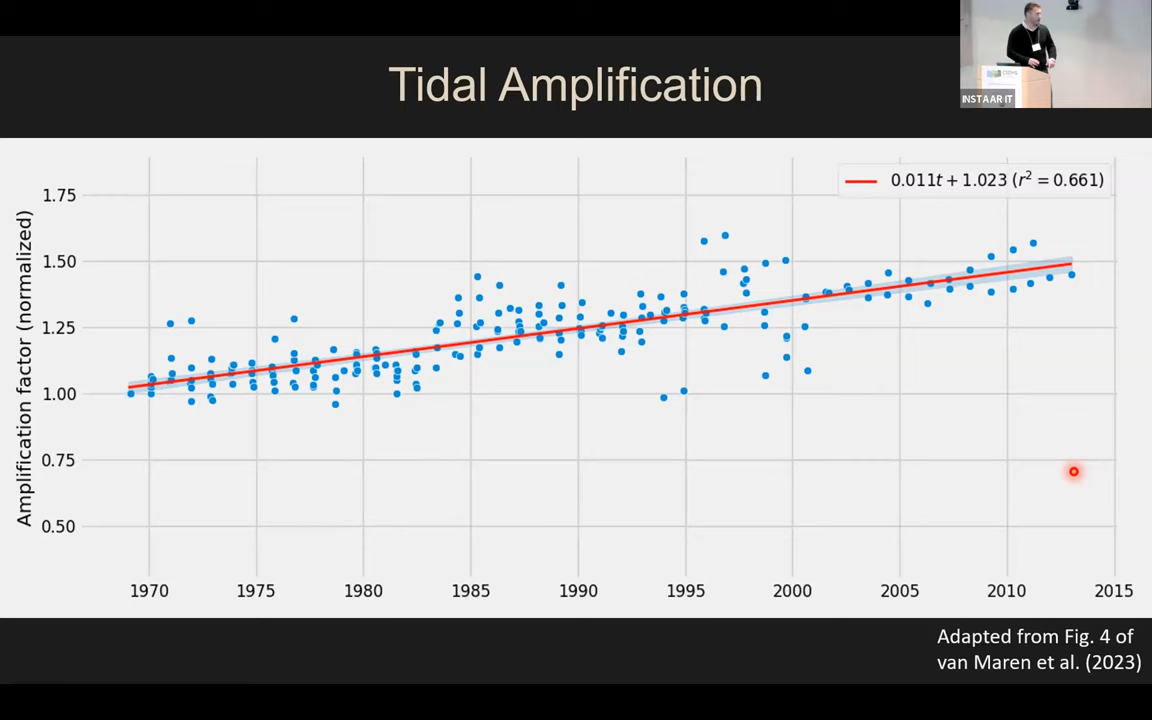 Tidal Amplification
INSTAAR IT
0.011t + 1.023 (r² = 0.661)
Amplification factor (normalized)
1.75
1.50
1.25
1.00
0.75
0.50
1970 1975 1980 1985 1990 1995 2000 2005 2010 2015
Adapted from Fig. 4 of
van Maren et al. (2023)